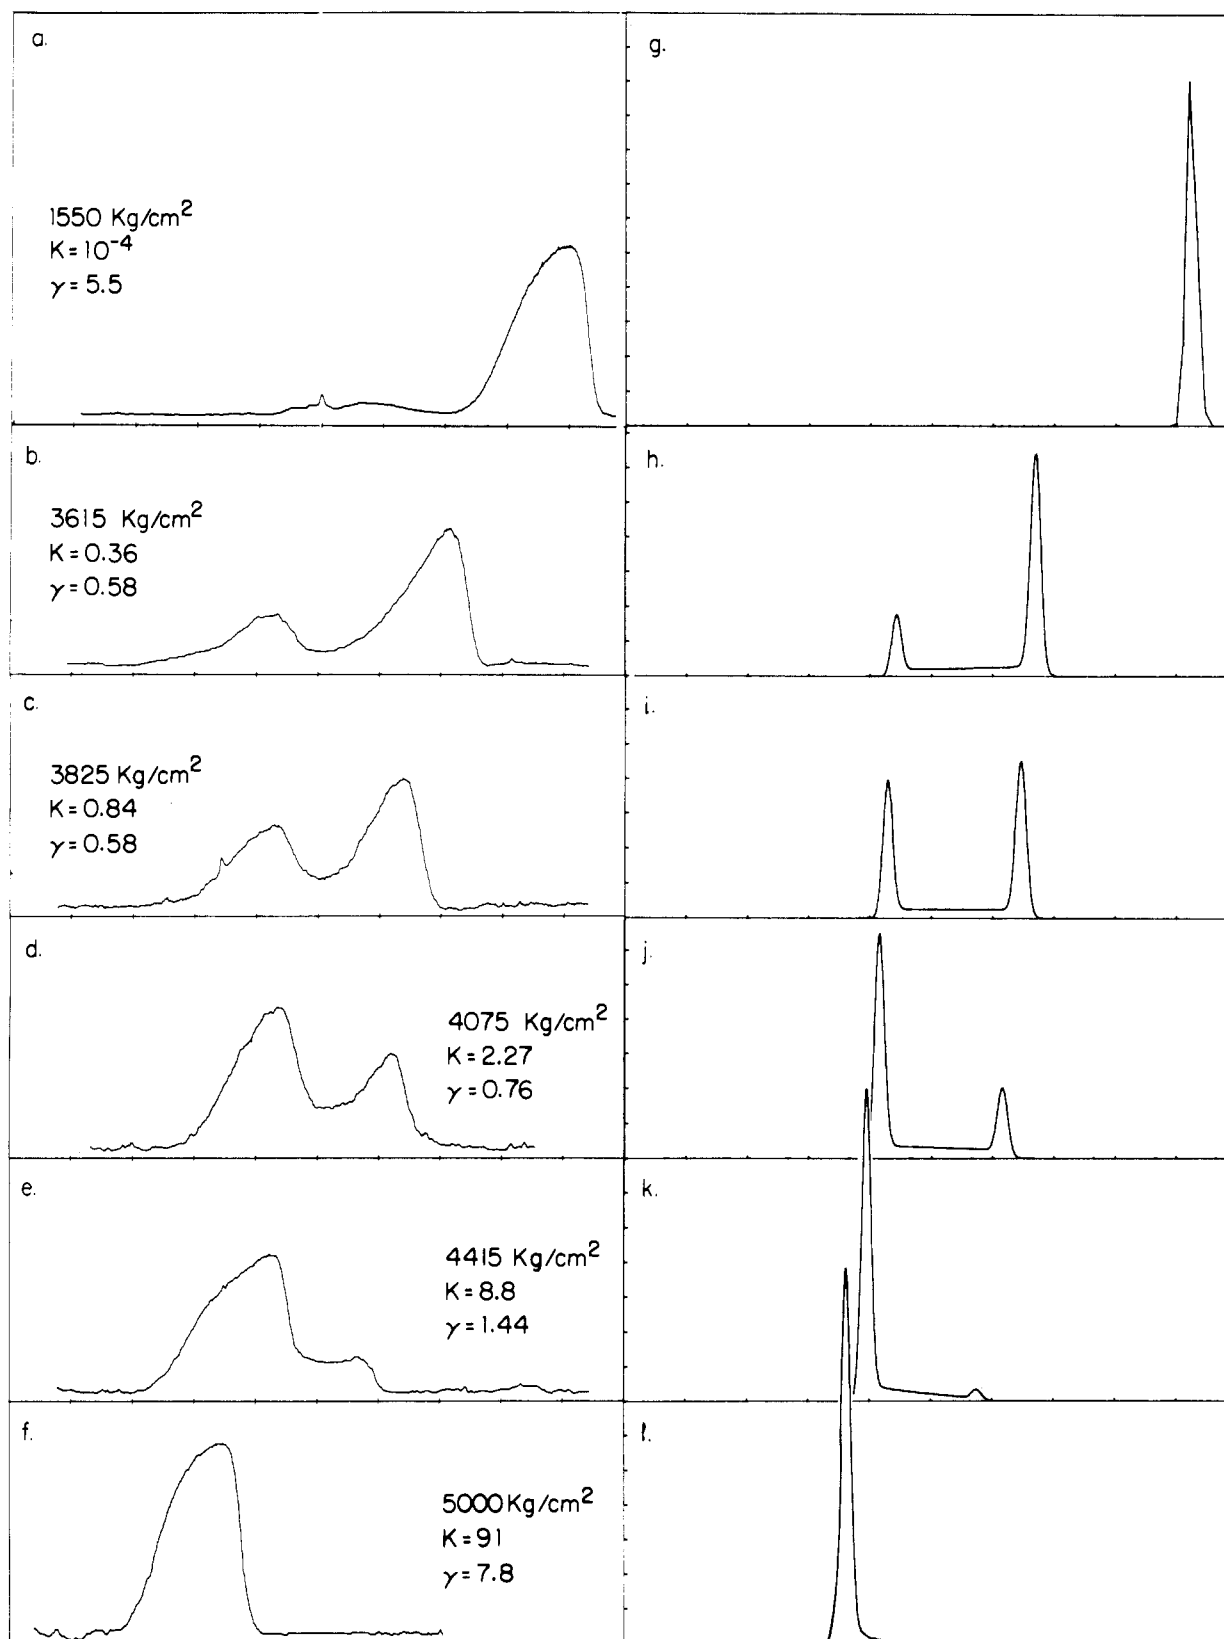 a.
1550 Kg/cm²
K=10⁻⁴
γ=5.5
g.
b.
3615 Kg/cm²
K=0.36
γ=0.58
h.
c.
3825 Kg/cm²
K=0.84
γ=0.58
i.
d.
4075 Kg/cm²
K=2.27
γ=0.76
j.
e.
4415 Kg/cm²
K=8.8
γ=1.44
k.
f.
5000 Kg/cm²
K=91
γ=7.8
l.